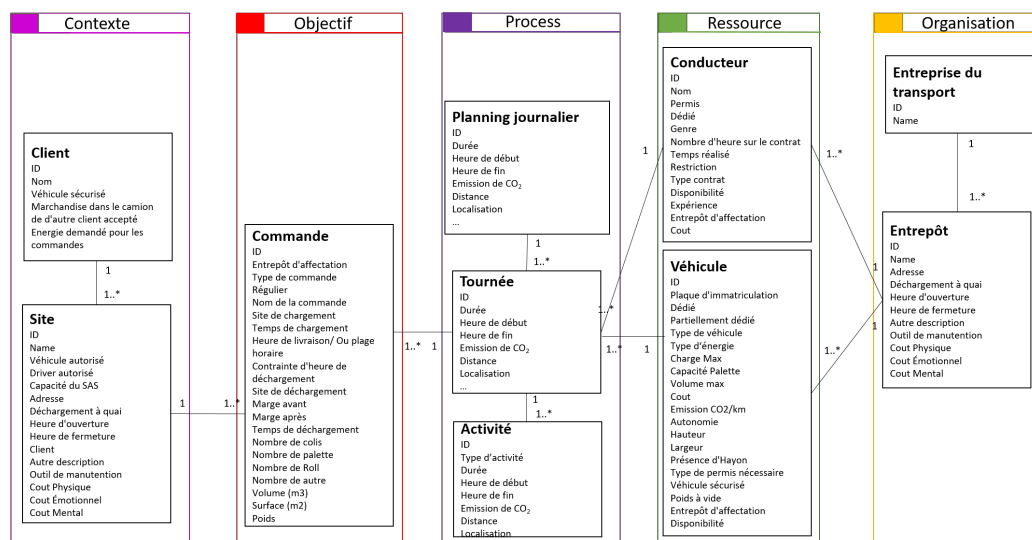 Contexte
Objectif
Process
Ressource
Organisation
Client
ID
Nom
Véhicule sécurisé
Marchandise dans le camion
de d'autre client accepté
Energie demandé pour les
commandes
1
1..*
Site
ID
Name
Véhicule autorisé
Driver autorisé
Capacité du SAS
Adresse
Déchargement à quai
Heure d'ouverture
Heure de fermeture
Client
Autre description
Outil de manutention
Cout Physique
Cout Émotionnel
Cout Mental
1
1..*
Commande
ID
Entrepôt d'affectation
Type de commande
Régulier
Nom de la commande
Site de chargement
Temps de chargement
Heure de livraison/ Ou plage
horaire
Contrainte d'heure de
déchargement
Site de déchargement
Marge avant
Marge après
Temps de déchargement
Nombre de colis
Nombre de palette
Nombre de Roll
Nombre de autre
Volume (m3)
Surface (m2)
Poids
1..*
1
Planning journalier
ID
Durée
Heure de début
Heure de fin
Emission de CO2
Distance
Localisation
...
1
1..*
Tournée
ID
Durée
Heure de début
Heure de fin
Emission de CO2
Distance
Localisation
...
1..*
1..*
1
1..*
Activité
ID
Type d'activité
Durée
Heure de début
Heure de fin
Emission de CO2
Distance
Localisation
1
1
Conducteur
ID
Nom
Permis
Dédié
Genre
Nombre d'heure sur le contrat
Temps réalisé
Restriction
Type contrat
Disponibilité
Expérience
Entrepôt d'affectation
Cout
1..*
Véhicule
ID
Plaque d'immatriculation
Dédié
Partiellement dédié
Type de véhicule
Type d'énergie
Charge Max
Capacité Palette
Volume max
Cout
Emission CO2/km
Autonomie
Hauteur
Largeur
Présence d'Hayon
Type de permis nécessaire
Véhicule sécurisé
Poids à vide
Entrepôt d'affectation
Disponibilité
1..*
Entreprise du
transport
ID
Name
1
1..*
1
1
Entrepôt
ID
Name
Adresse
Déchargement à quai
Heure d'ouverture
Heure de fermeture
Autre description
Outil de manutention
Cout Physique
Cout Émotionnel
Cout Mental